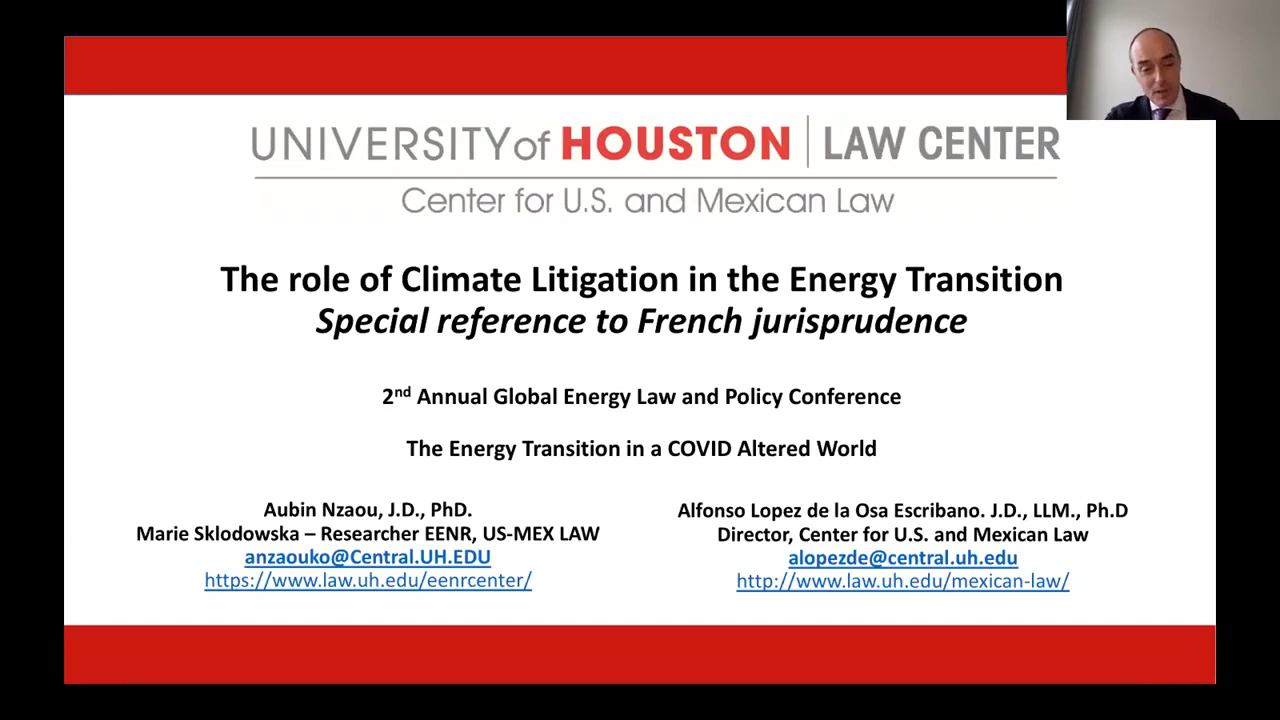 UNIVERSITY of HOUSTON | LAW CENTER
Center for U.S. and Mexican Law
The role of Climate Litigation in the Energy Transition
Special reference to French jurisprudence
2nd Annual Global Energy Law and Policy Conference
The Energy Transition in a COVID Altered World
Aubin Nzaou, J.D., PhD.
Marie Sklodowska – Researcher EENR, US-MEX LAW
anzaouko@Central.UH.EDU
https://www.law.uh.edu/eenrcenter/
Alfonso Lopez de la Osa Escribano. J.D., LLM., Ph.D
Director, Center for U.S. and Mexican Law
alopezde@central.uh.edu
http://www.law.uh.edu/mexican-law/